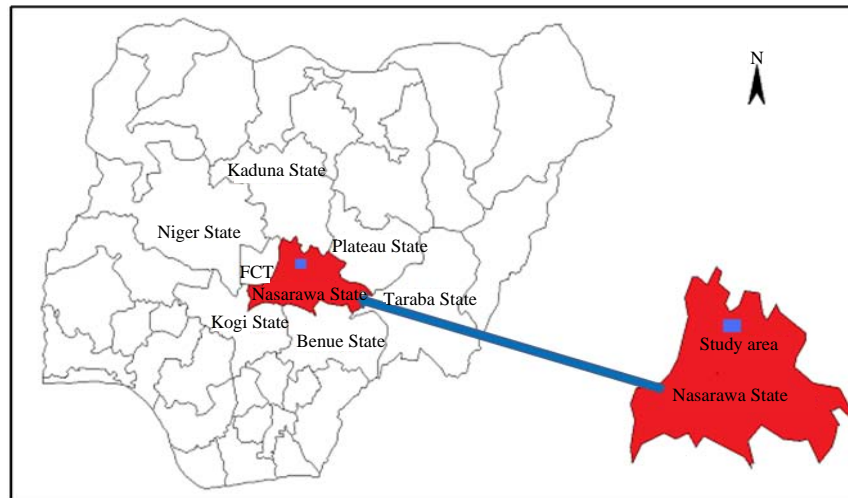 N
Kaduna State
Niger State
Plateau State
FCT
Nasarawa State
Taraba State
Kogi State
Benue State
Study area
Nasarawa State